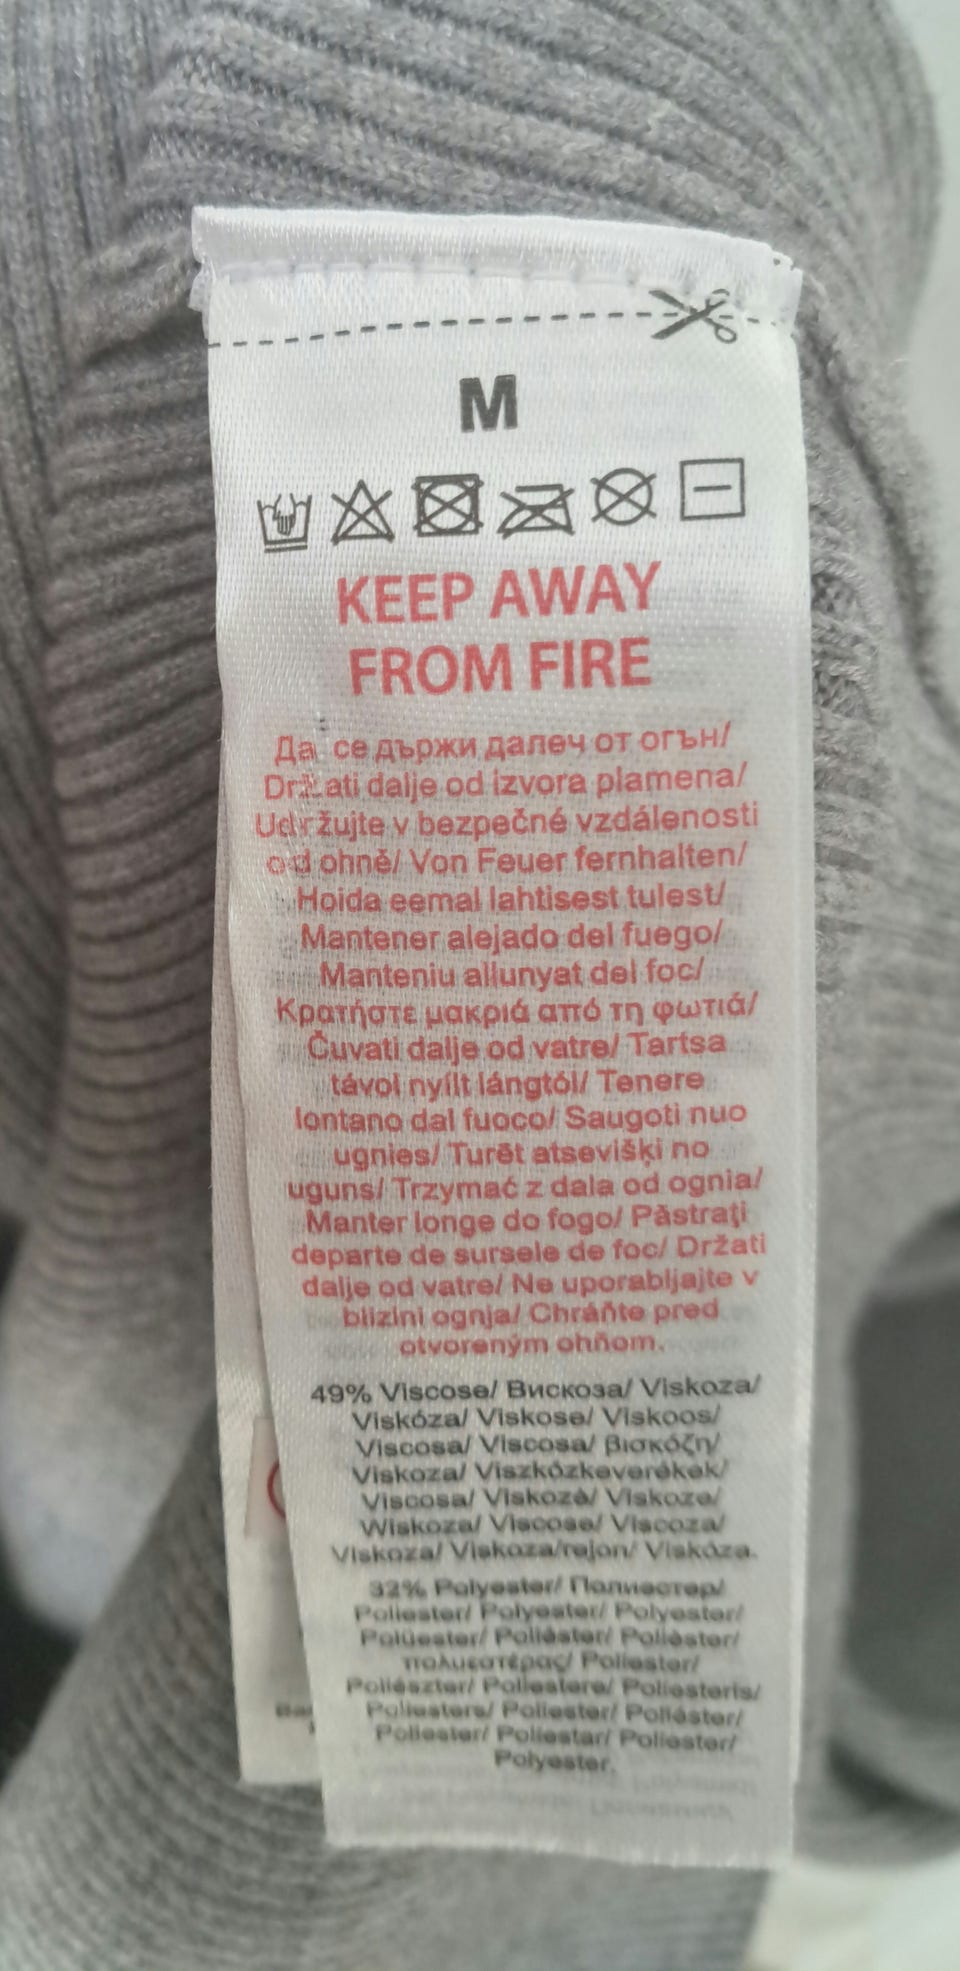 M
KEEP AWAY
FROM FIRE
Да се държи далеч от огън/
Držati dalje od izvora plamena/
Udržujte v bezpečné vzdálenosti
od ohně/ Von Feuer fernhalten/
Hoida eemal lahtisest tulest/
Mantener alejado del fuego/
Manteniu allunyat del foc/
Κρατήστε μακριά από τη φωτιά/
Čuvati dalje od vatre/ Tartsa
távol nyílt lángtól/ Tenere
lontano dal fuoco/ Saugoti nuo
ugnies/ Turēt atsevišķi no
uguns/ Trzymać z dala od ognia/
Manter longe do fogo/ Păstraţi
departe de sursele de foc/ Držati
dalje od vatre/ Ne uporabljajte v
blizini ognja/ Chráňte pred
otvoreným ohňom.
49% Viscose/ Вискоза/ Viskoza/
Viskóza/ Viskose/ Viskoos/
Viscosa/ Viscosa/ βισκόζη/
Viskoza/ Viszkózkeverékek/
Viscosa/ Viskozė/ Viskoze/
Wiskoza/ Viscose/ Viscoza/
Viskoza/ Viskoza/rejon/ Viskóza.
32% Polyester/ Полиестер/
Poliester/ Polyester/ Polyester/
Polüester/ Poliéster/ Polièster/
πολυεστέρας/ Poliester/
Poliészter/ Poliestere/ Poliesteris/
Poliesters/ Poliester/ Poliéster/
Poliester/ Poliestar/ Poliester/
Polyester.